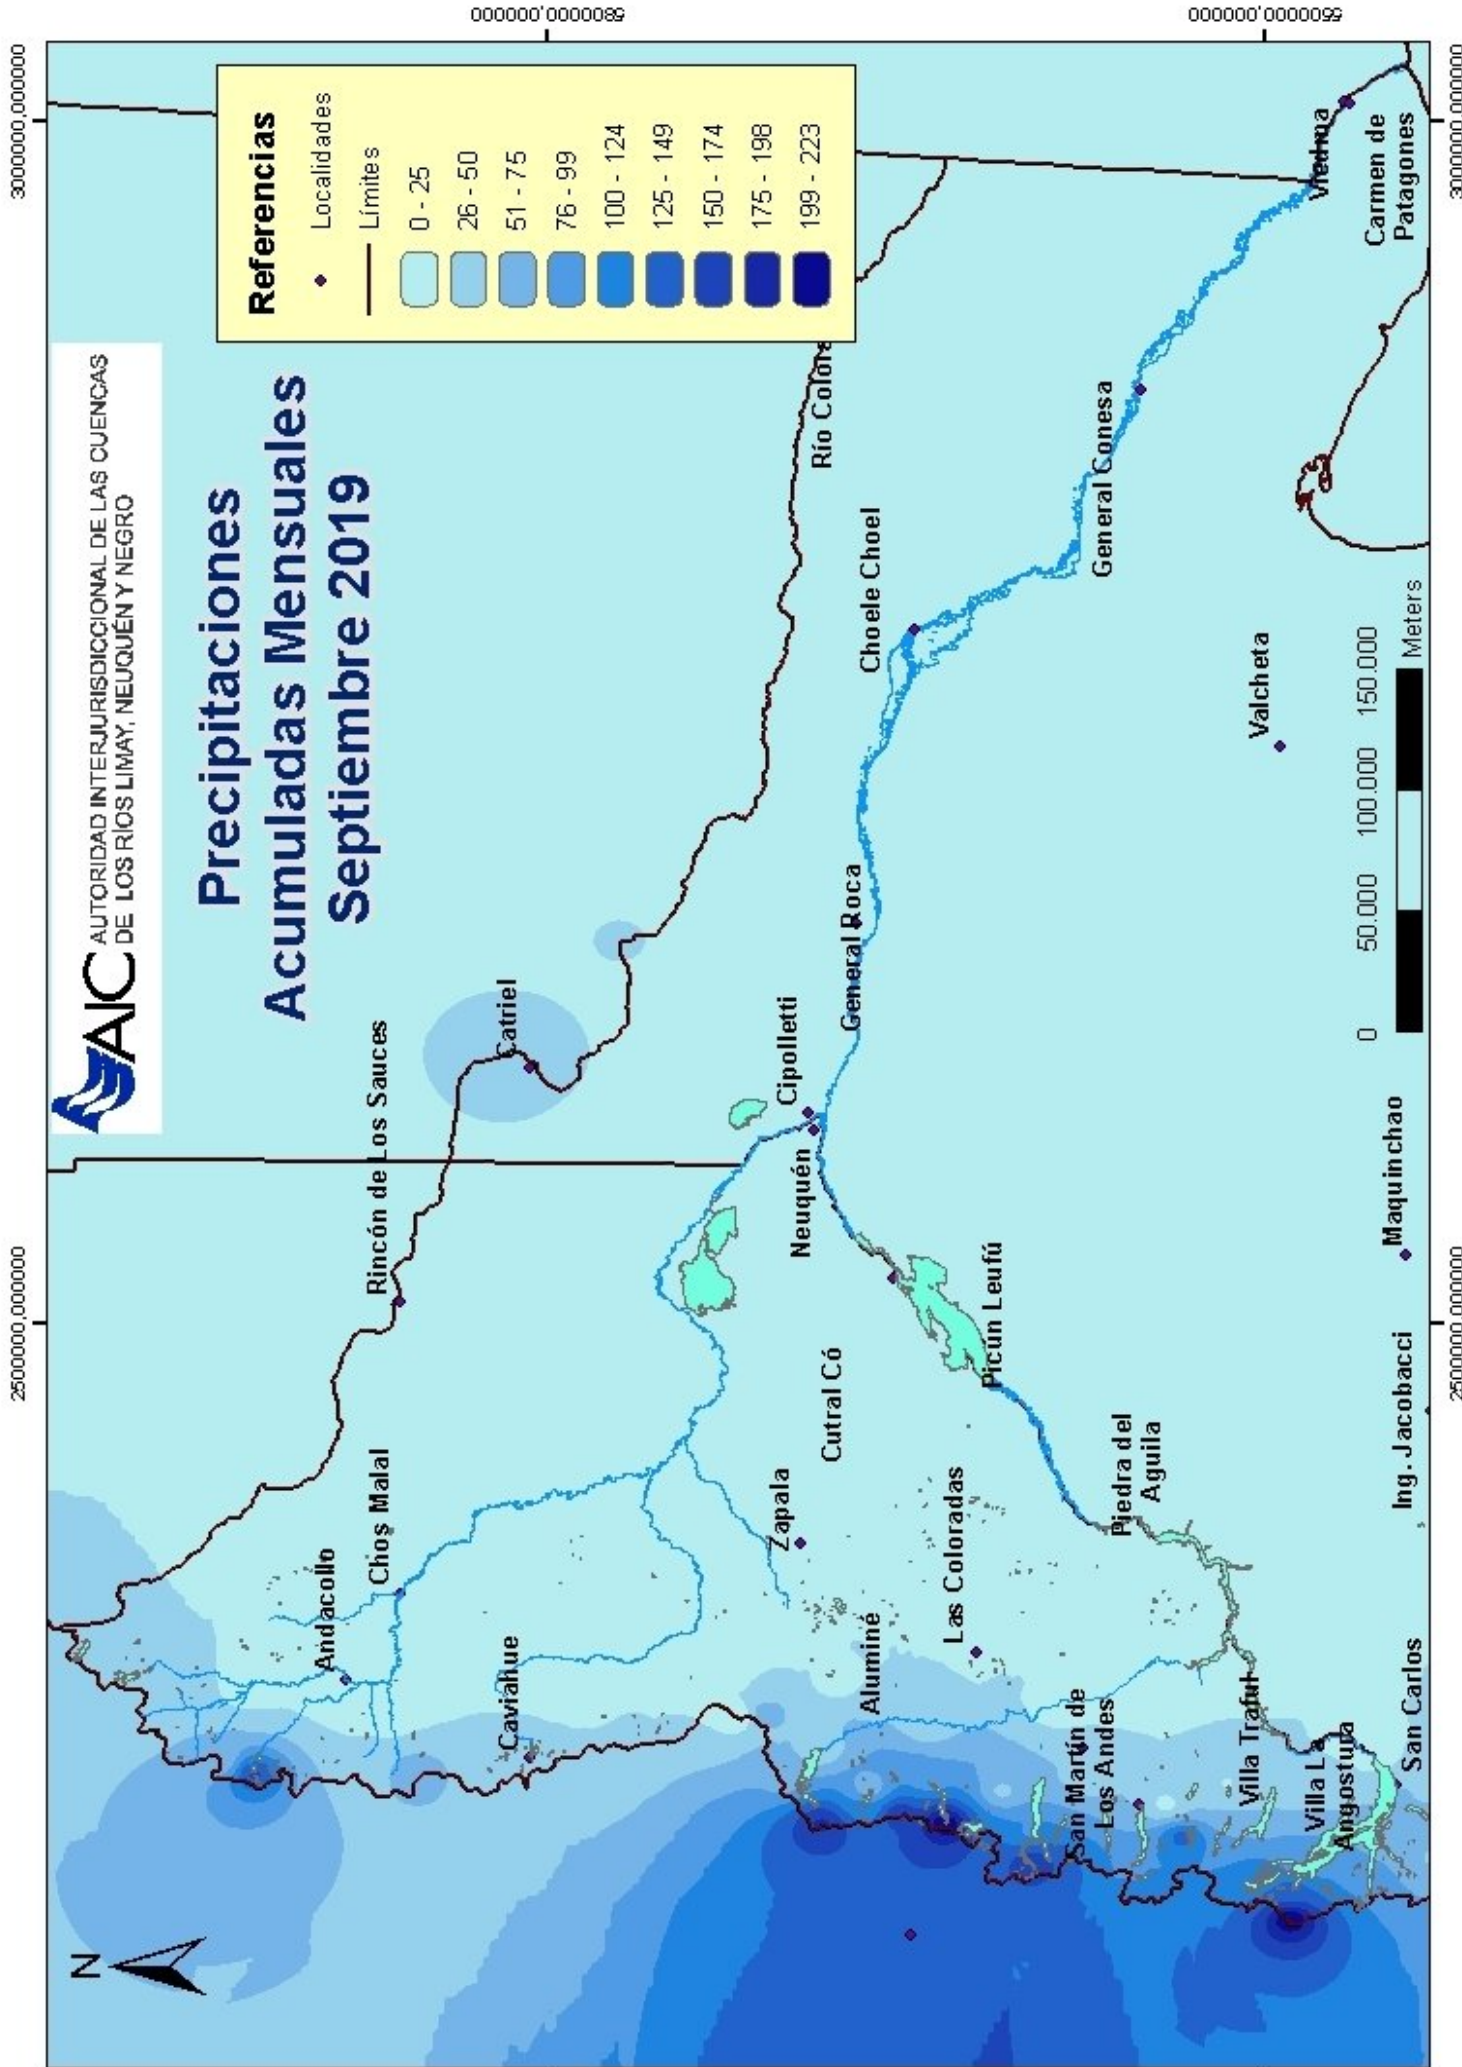 AIC
AUTORIDAD INTERJURISDICCIONAL DE LAS CUENCAS
DE LOS RÍOS LIMAY, NEUQUÉN Y NEGRO
Precipitaciones
Acumuladas Mensuales
Septiembre 2019
N
Referencias
Localidades
Límites
0 - 25
26 - 50
51 - 75
76 - 99
100 - 124
125 - 149
150 - 174
175 - 198
199 - 223
2500000,000000
3000000,000000
Andacollo
Chos Malal
Rincón de Los Sauces
Catriel
Caviahue
Zapala
Cutral Có
Neuquén
Cipolletti
General Roca
Choele Choel
Río Colora
Aluminé
Las Coloradas
Picún Leufú
San Martín de
Los Andes
Piedra del
Aguila
General Conesa
Villa Traful
Villa La
Angostura
Valcheta
Viedma
Carmen de
Patagones
San Carlos
Ing. Jacobacci
Maquinchao
0 50.000 100.000 150.000
Meters
2500000,000000
3000000,000000